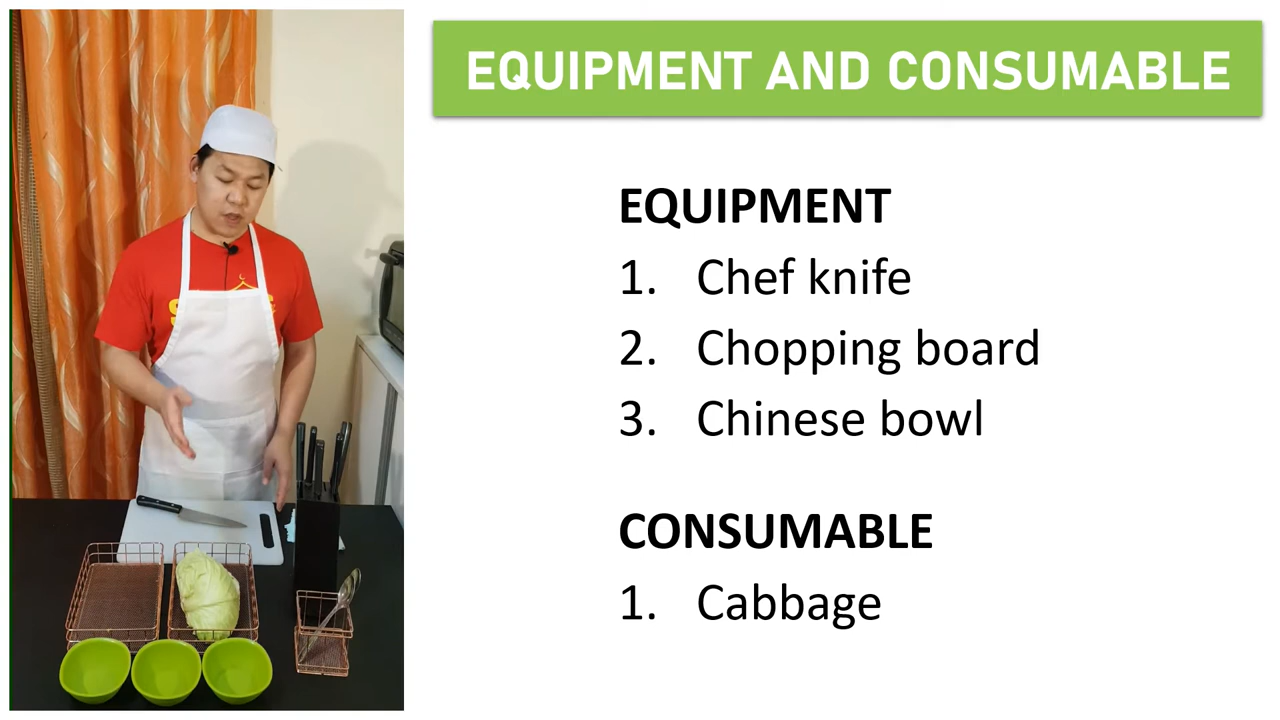 EQUIPMENT AND CONSUMABLE
EQUIPMENT
1. Chef knife
2. Chopping board
3. Chinese bowl
CONSUMABLE
1. Cabbage